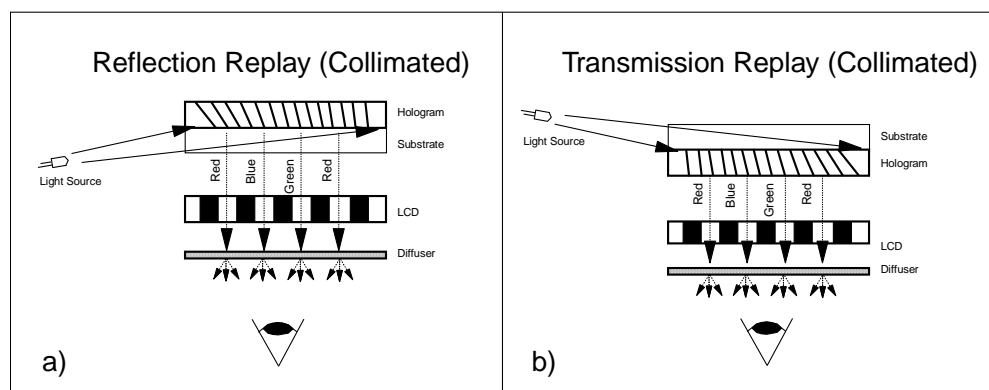 Reflection Replay (Collimated)
Hologram
Substrate
Light Source
Red
Blue
Green
Red
LCD
Diffuser
a)
Transmission Replay (Collimated)
Light Source
Substrate
Hologram
Red
Blue
Green
Red
LCD
Diffuser
b)